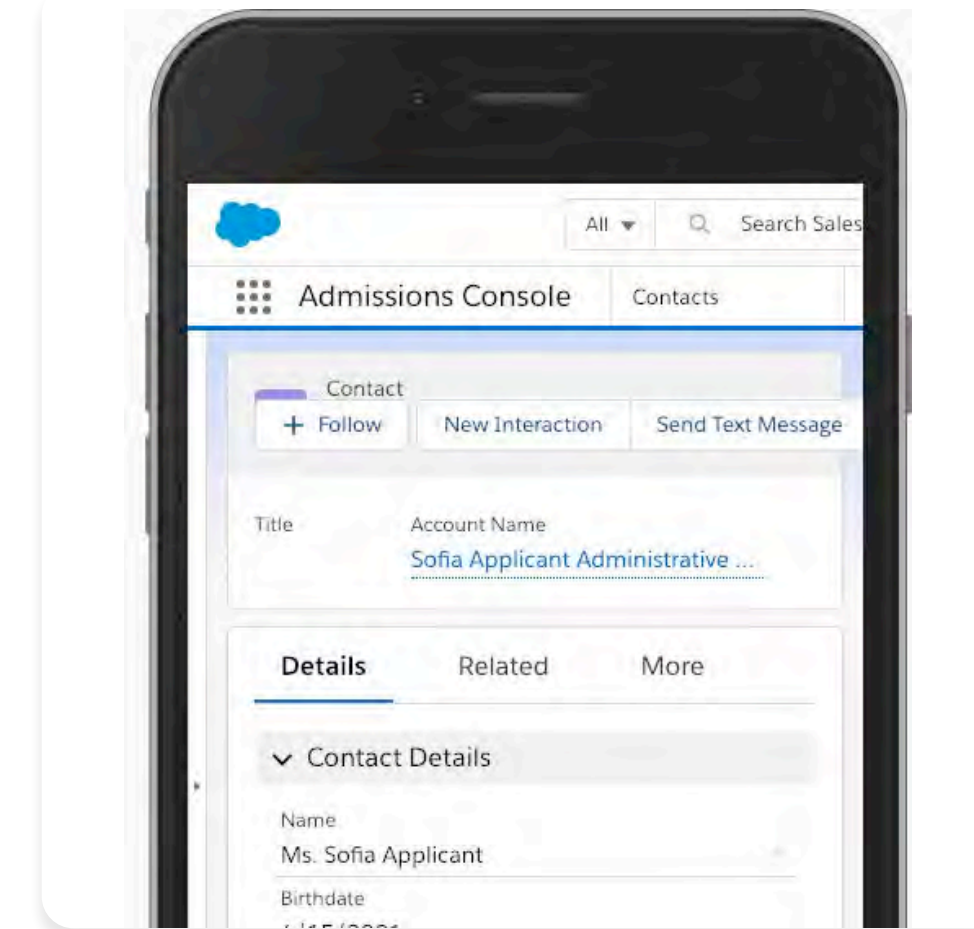 All
Search Sales
Admissions Console
Contacts
Contact
+ Follow
New Interaction
Send Text Message
Title
Account Name
Sofia Applicant Administrative ...
Details
Related
More
Contact Details
Name
Ms. Sofia Applicant
Birthdate